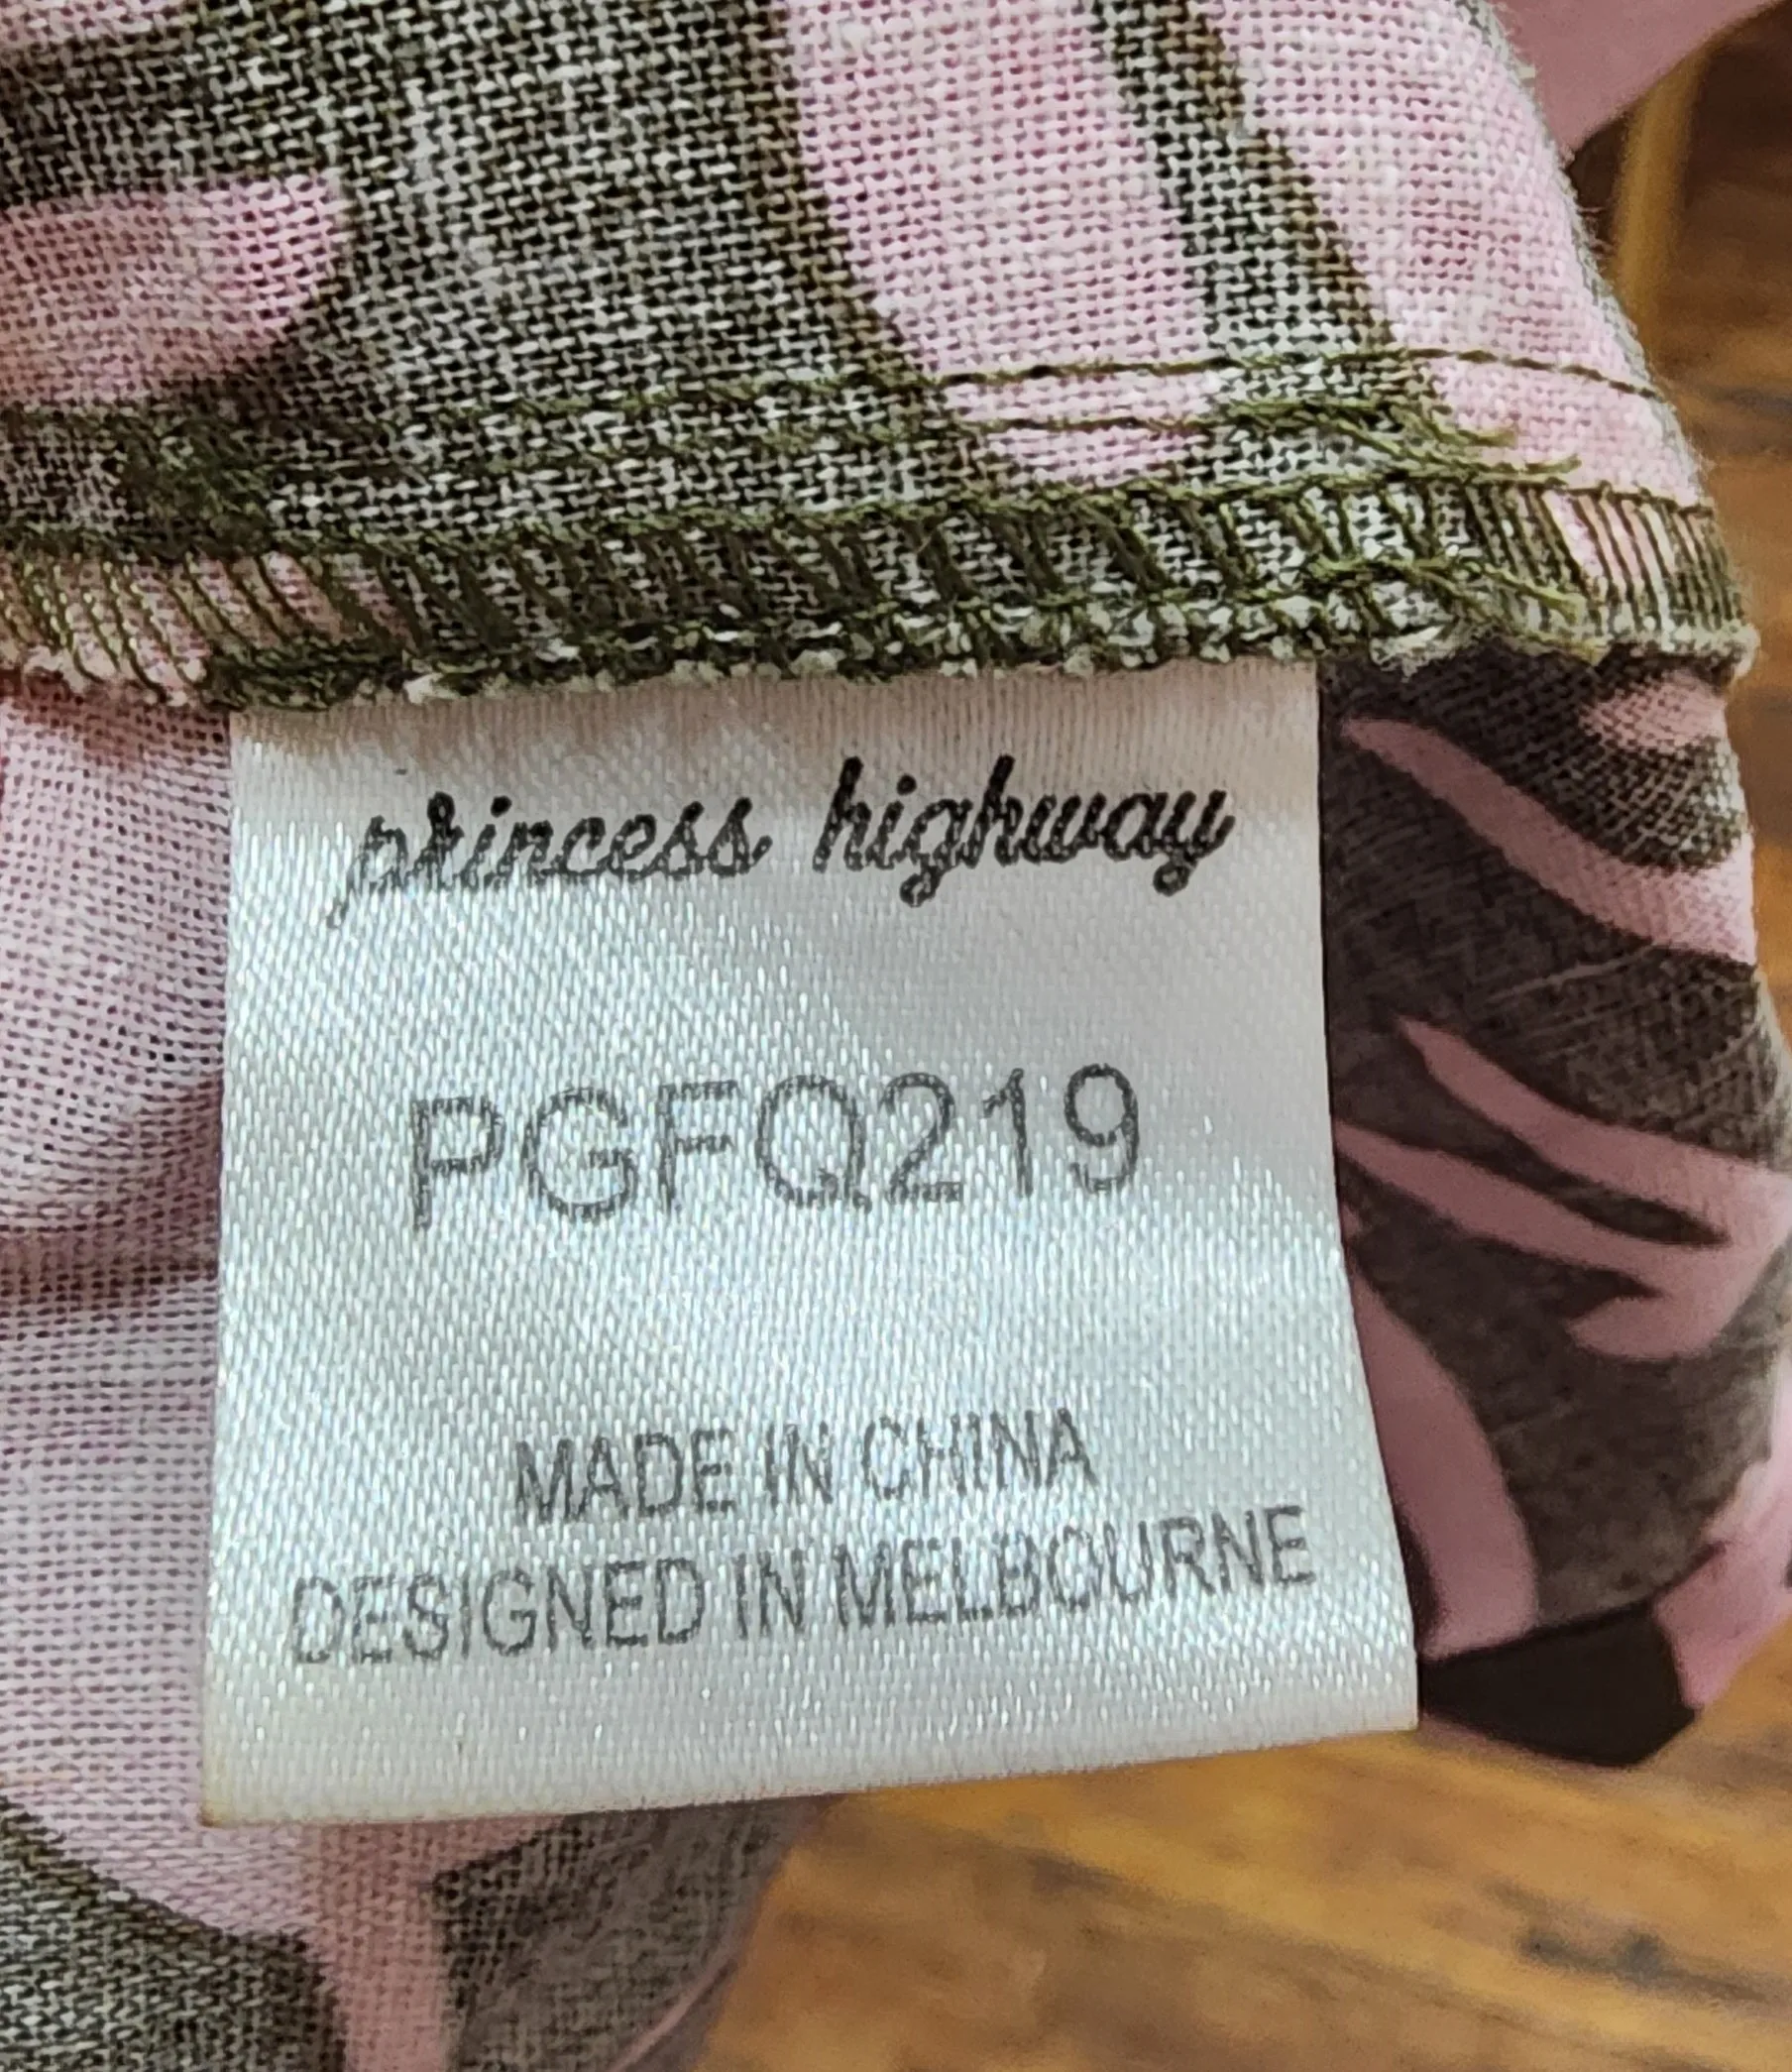 princess highway
PGFQ219
MADE IN CHINA
DESIGNED IN MELBOURNE